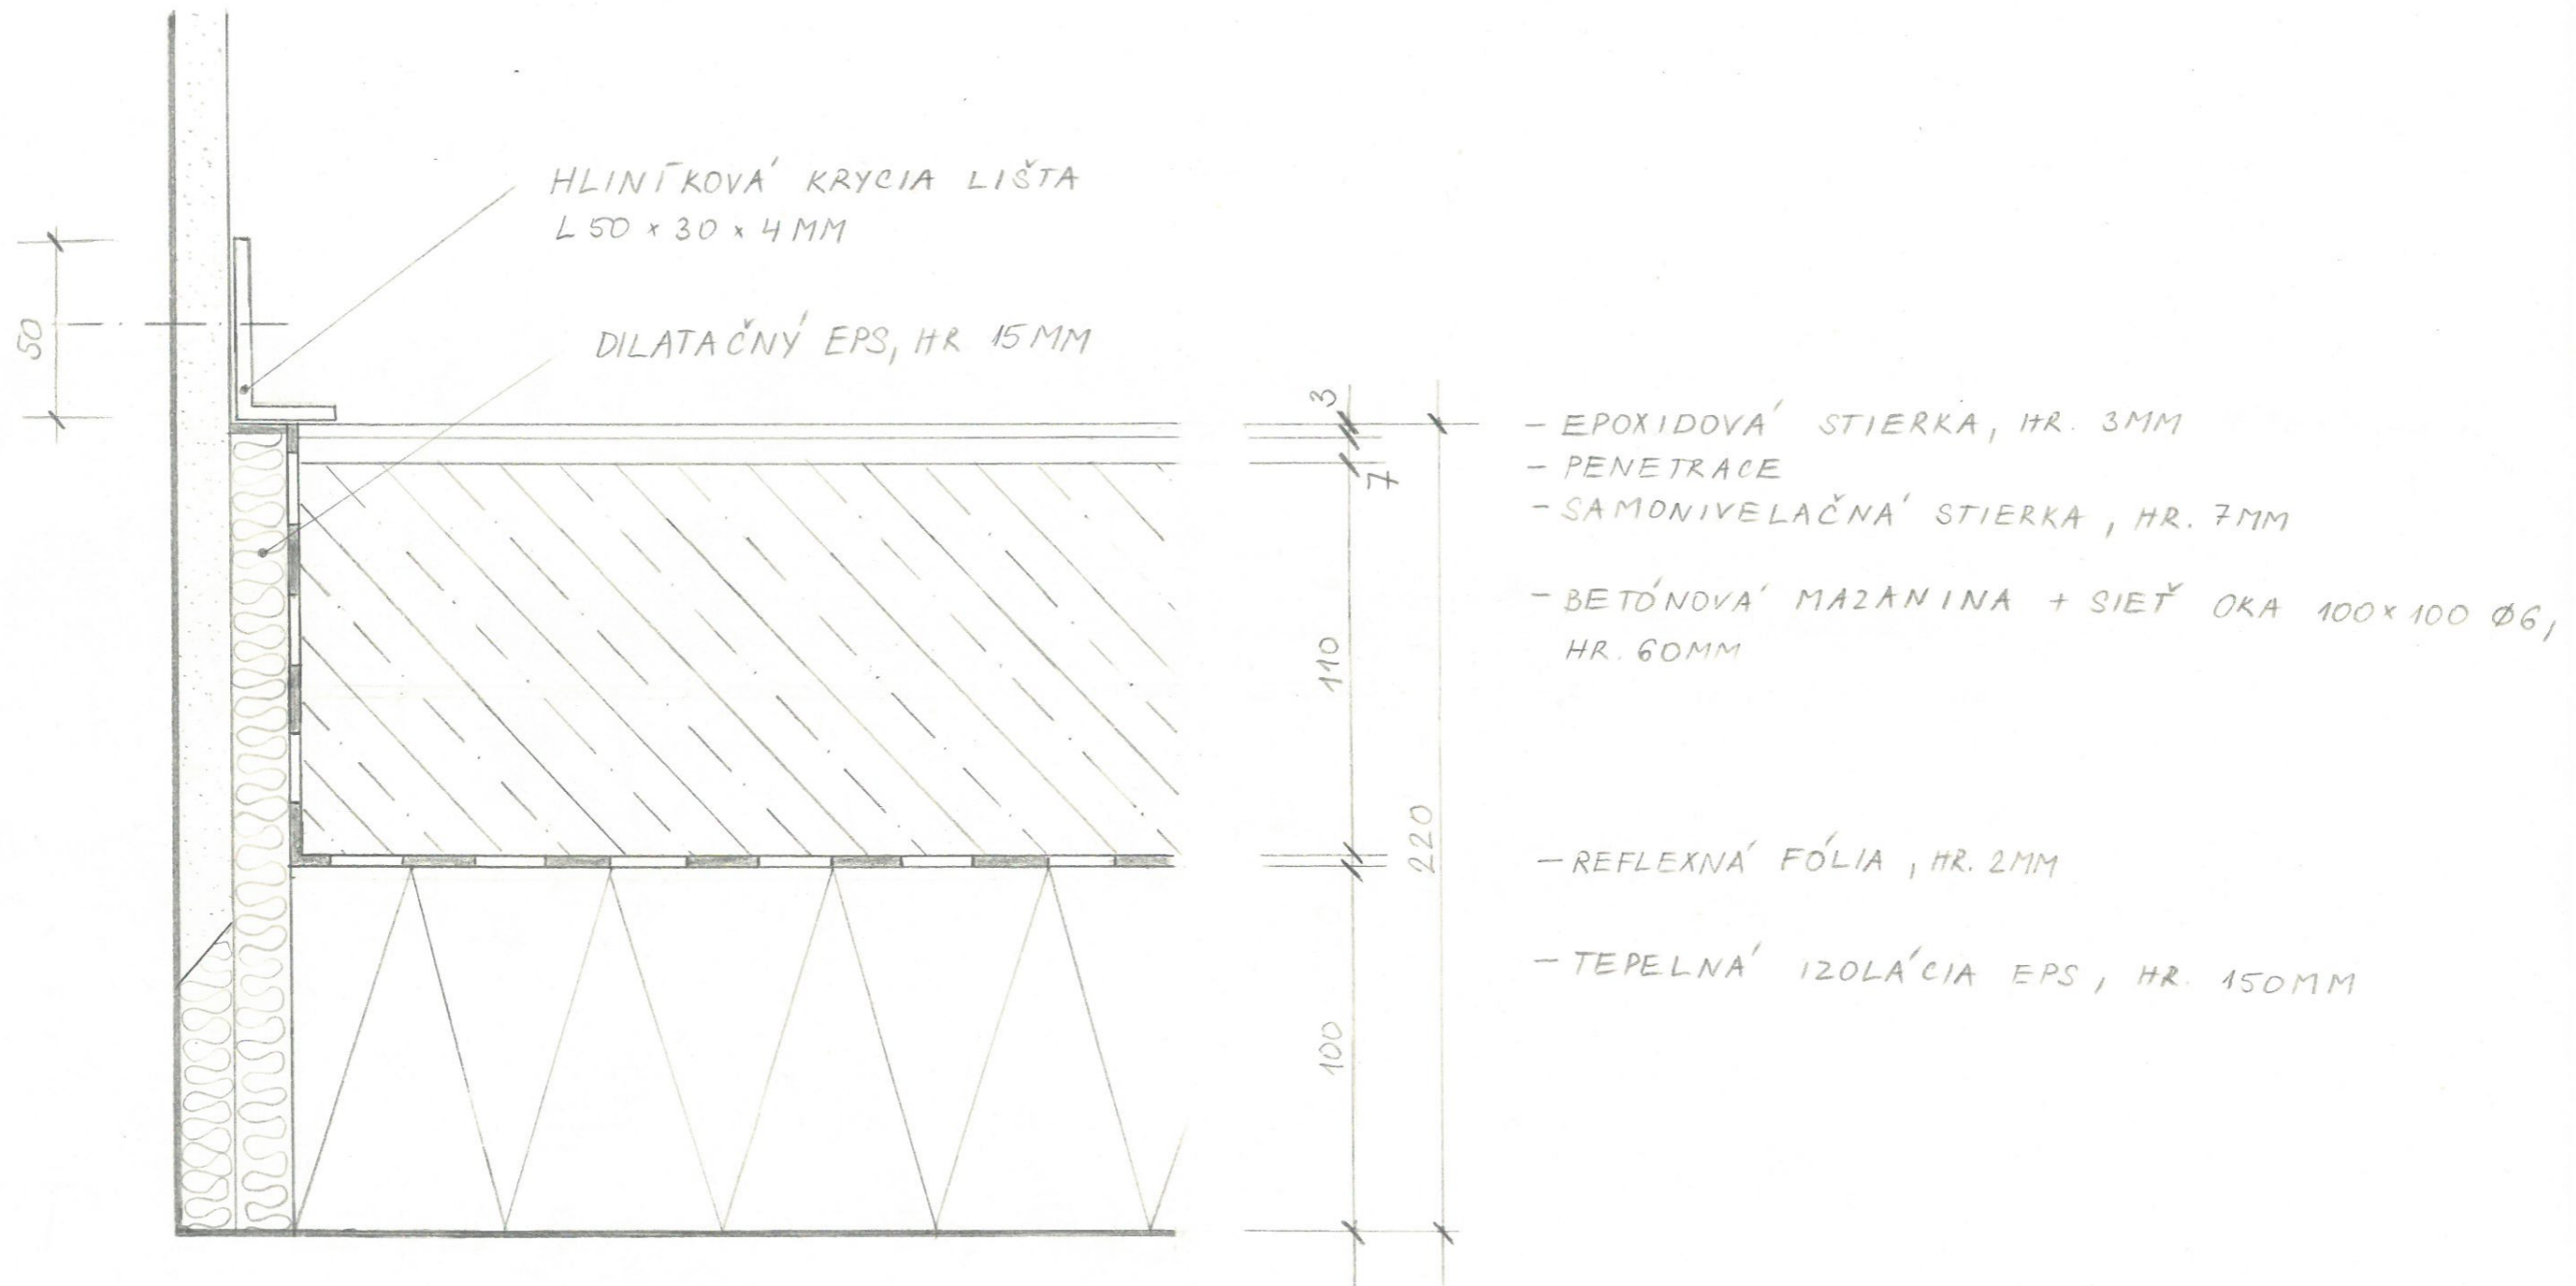 HLINÍKOVÁ KRYCIA LIŠTA
L 50 × 30 × 4 MM
50
DILATAČNÝ EPS, HR 15 MM
3
- EPOXIDOVÁ STIERKA, HR. 3MM
- PENETRACE
7
- SAMONIVELAČNÁ STIERKA, HR. 7MM
- BETÓNOVÁ MAZANINA + SIEŤ OKA 100×100 Ø6,
HR. 60MM
110
220
- REFLEXNÁ FÓLIA, HR. 2MM
- TEPELNÁ IZOLÁCIA EPS, HR. 150MM
100